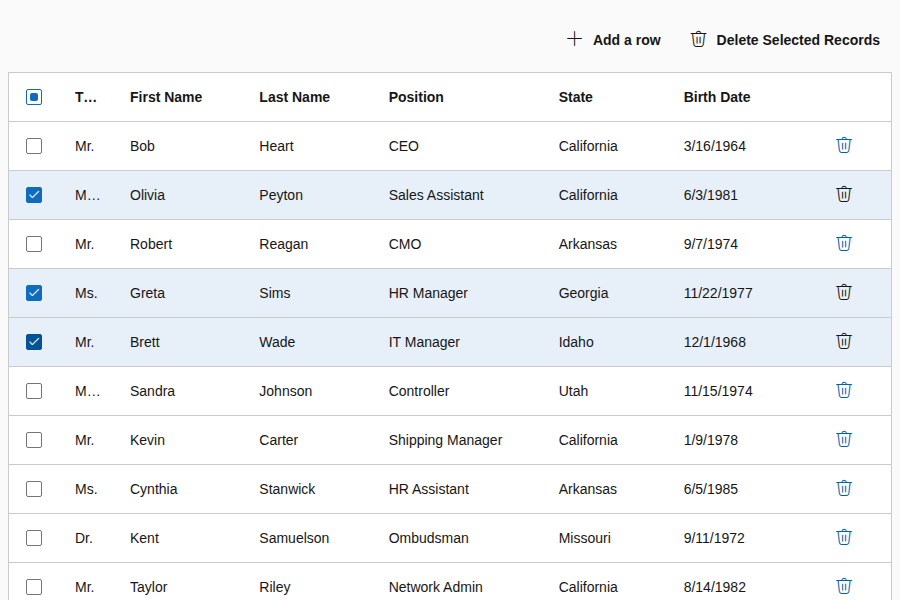 Add a row Delete Selected Records
T… First Name Last Name Position State Birth Date
Mr. Bob Heart CEO California 3/16/1964
M… Olivia Peyton Sales Assistant California 6/3/1981
Mr. Robert Reagan CMO Arkansas 9/7/1974
Ms. Greta Sims HR Manager Georgia 11/22/1977
Mr. Brett Wade IT Manager Idaho 12/1/1968
M… Sandra Johnson Controller Utah 11/15/1974
Mr. Kevin Carter Shipping Manager California 1/9/1978
Ms. Cynthia Stanwick HR Assistant Arkansas 6/5/1985
Dr. Kent Samuelson Ombudsman Missouri 9/11/1972
Mr. Taylor Riley Network Admin California 8/14/1982